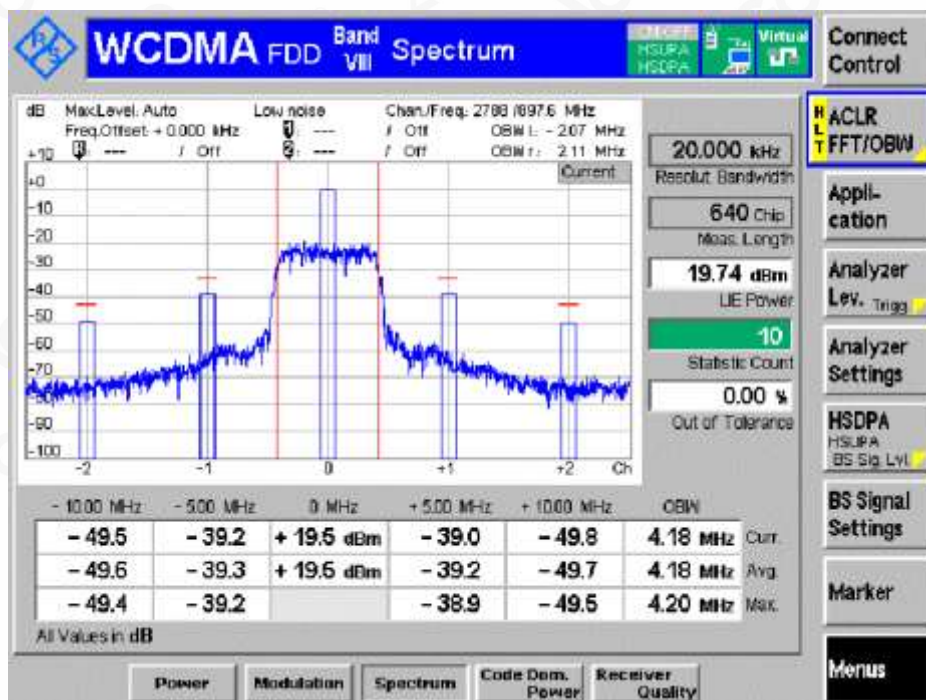 R S
WCDMA FDD Band VIII Spectrum
HSUPA
HSDPA
Virtual
Connect Control
dB Max.Level: Auto Low noise Chan./Freq.: 2788 /897.6 MHz
Freq.Offset: + 0.000 kHz 1: --- / Off OBW l.: - 2.07 MHz
--- / Off 2: --- / Off OBW r.: 2.11 MHz
Current
+10
+0
-10
-20
-30
-40
-50
-60
-70
-80
-90
-100
-2 -1 0 +1 +2 Ch
20.000 kHz
Resolut. Bandwidth
640 Chip
Meas. Length
19.74 dBm
UE Power
10
Statistic Count
0.00 %
Out of Tolerance
- 10.00 MHz - 5.00 MHz 0 MHz + 5.00 MHz + 10.00 MHz OBW
- 49.5 - 39.2 + 19.5 dBm - 39.0 - 49.8 4.18 MHz Curr.
- 49.6 - 39.3 + 19.5 dBm - 39.2 - 49.7 4.18 MHz Avg.
- 49.4 - 39.2 - 38.9 - 49.5 4.20 MHz Max.
All Values in dB
HLT
ACLR
FFT/OBW
Appli-
cation
Analyzer
Lev. Trigg
Analyzer
Settings
HSDPA
HSUPA
BS Sig. Lvl.
BS Signal
Settings
Marker
Menus
Power
Modulation
Spectrum
Code Dom.
Power
Receiver
Quality